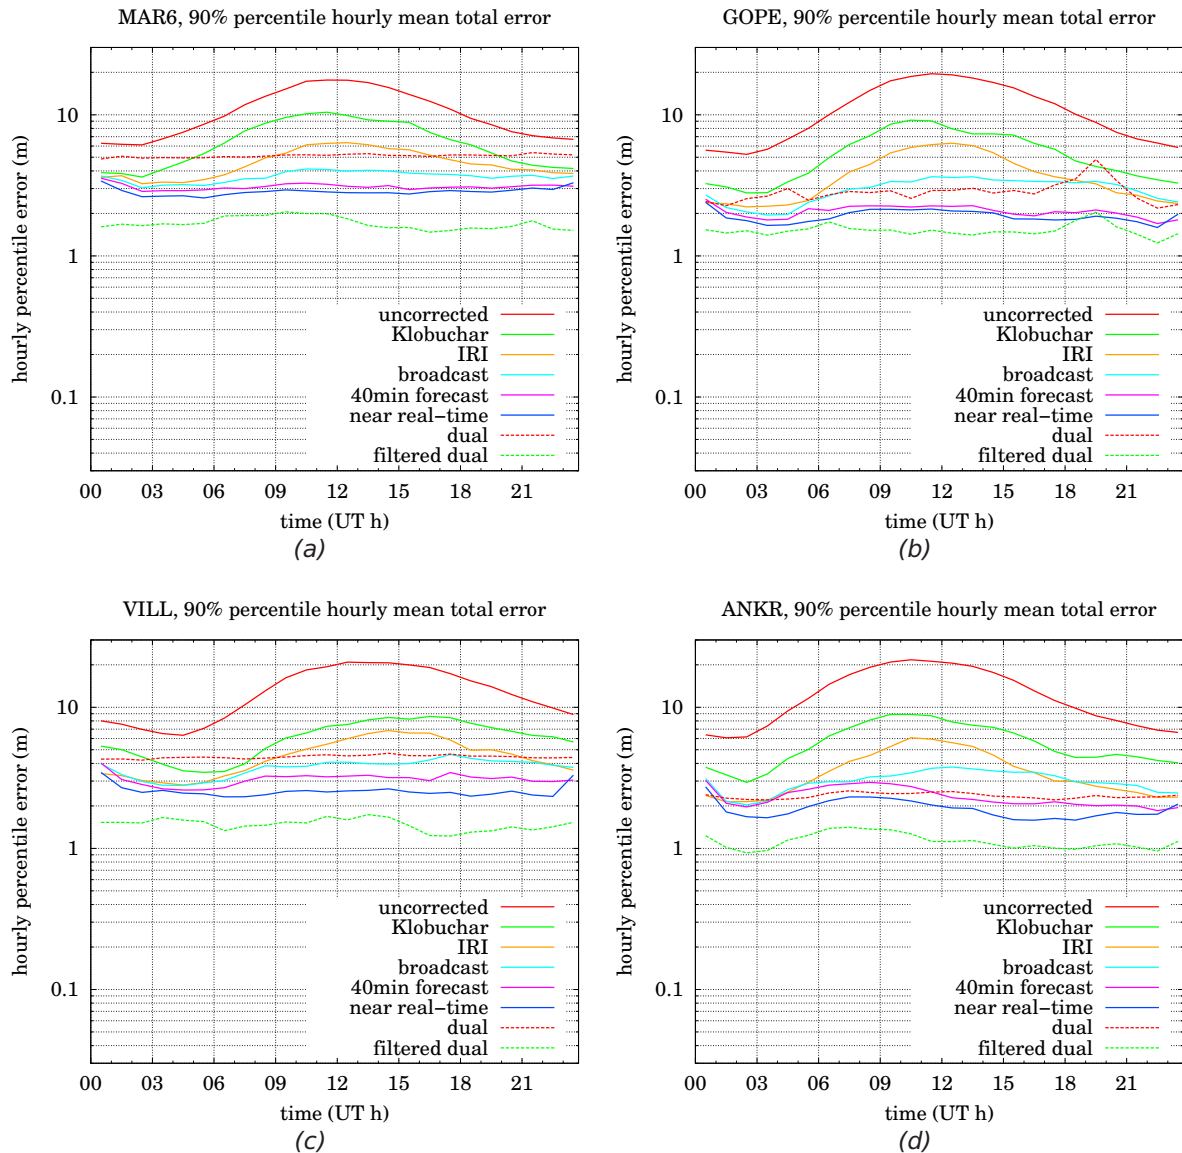 MAR6, 90% percentile hourly mean total error
hourly percentile error (m)
10
1
0.1
uncorrected
Klobuchar
IRI
broadcast
40min forecast
near real-time
dual
filtered dual
00 03 06 09 12 15 18 21
time (UT h)
(a)
GOPE, 90% percentile hourly mean total error
hourly percentile error (m)
10
1
0.1
uncorrected
Klobuchar
IRI
broadcast
40min forecast
near real-time
dual
filtered dual
00 03 06 09 12 15 18 21
time (UT h)
(b)
VILL, 90% percentile hourly mean total error
hourly percentile error (m)
10
1
0.1
uncorrected
Klobuchar
IRI
broadcast
40min forecast
near real-time
dual
filtered dual
00 03 06 09 12 15 18 21
time (UT h)
(c)
ANKR, 90% percentile hourly mean total error
hourly percentile error (m)
10
1
0.1
uncorrected
Klobuchar
IRI
broadcast
40min forecast
near real-time
dual
filtered dual
00 03 06 09 12 15 18 21
time (UT h)
(d)